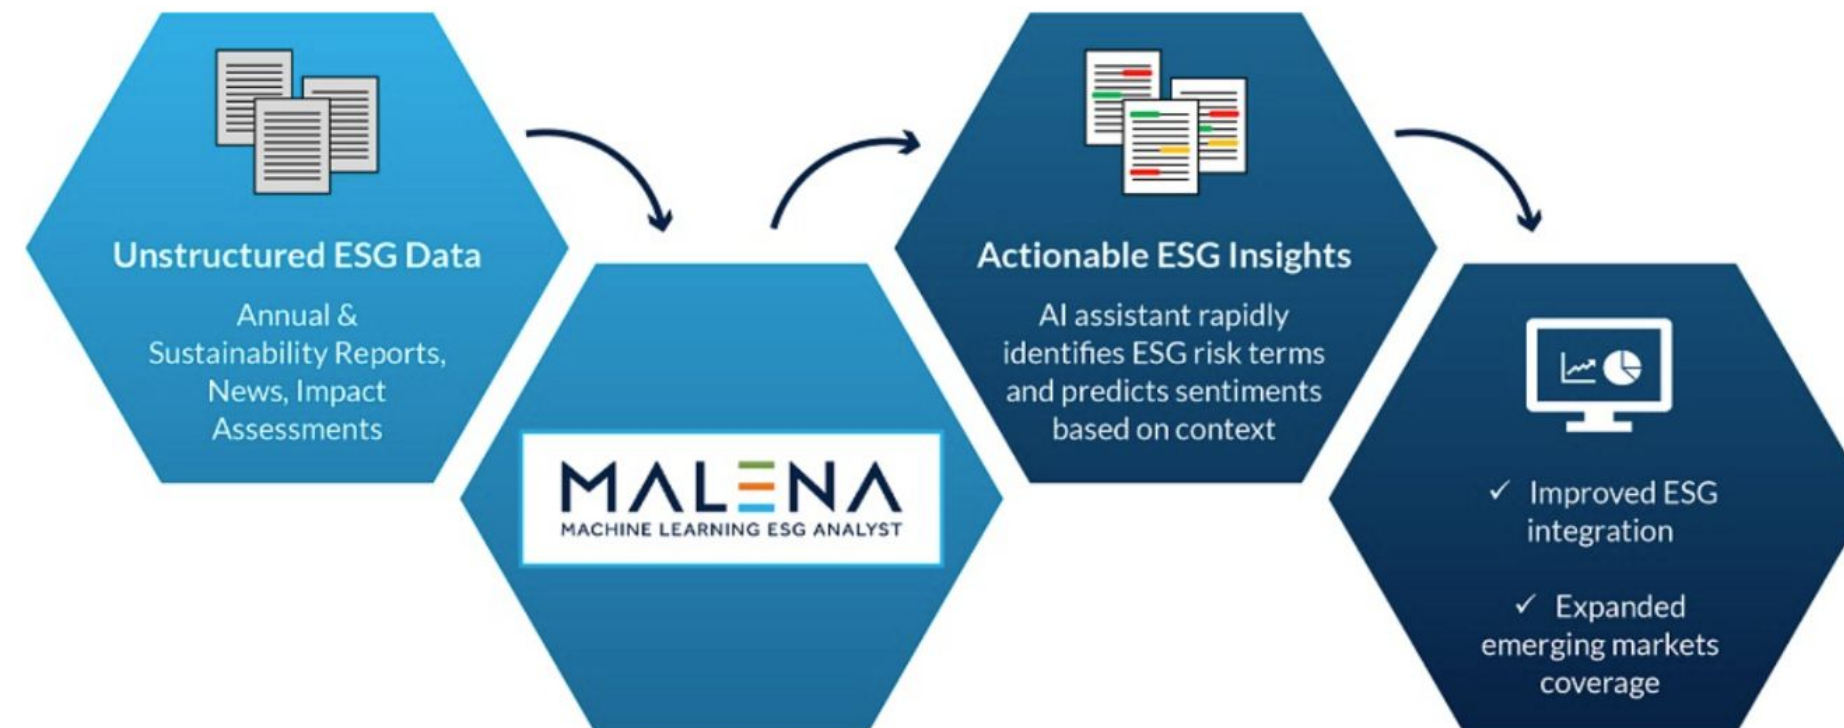 Unstructured ESG Data
Annual &
Sustainability Reports,
News, Impact
Assessments
MALENA
MACHINE LEARNING ESG ANALYST
Actionable ESG Insights
AI assistant rapidly
identifies ESG risk terms
and predicts sentiments
based on context
✓ Improved ESG
integration
✓ Expanded
emerging markets
coverage